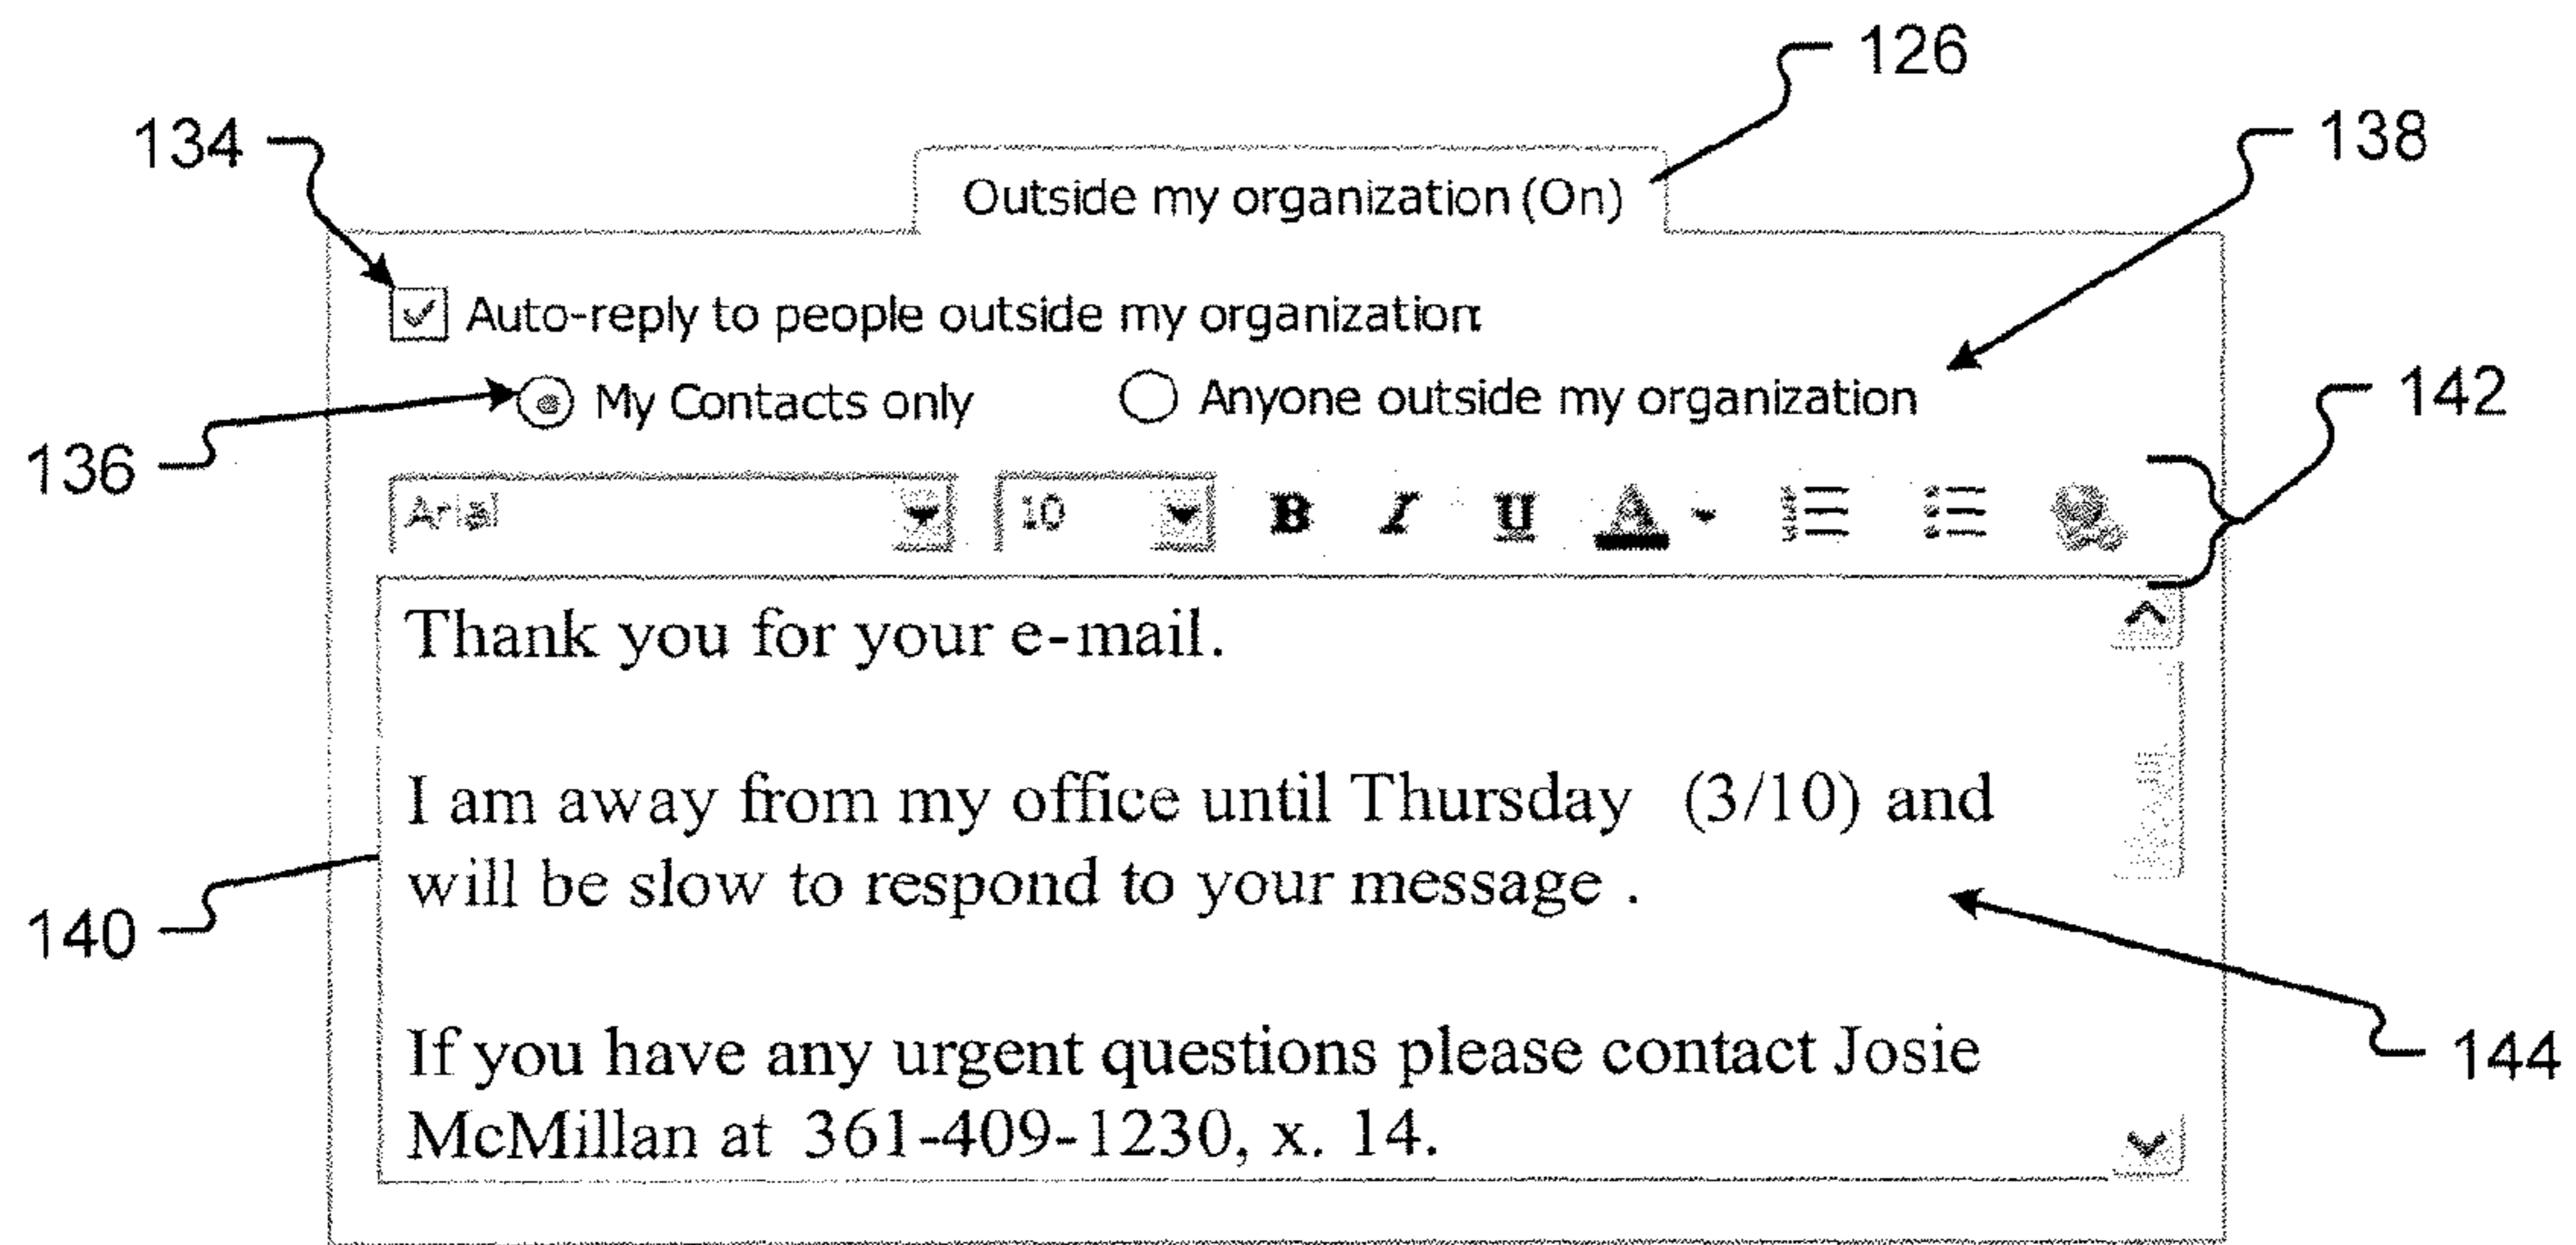 126
134
138
Outside my organization (On)
Auto-reply to people outside my organization
My Contacts only Anyone outside my organization
142
136
Arial 10 B I U A
Thank you for your e-mail.
I am away from my office until Thursday (3/10) and
will be slow to respond to your message .
140
144
If you have any urgent questions please contact Josie
McMillan at 361-409-1230, x. 14.